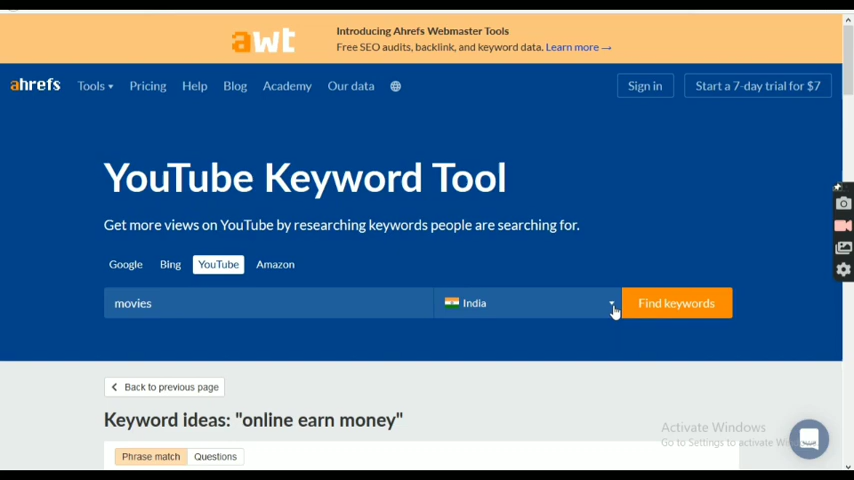 awt
Introducing Ahrefs Webmaster Tools
Free SEO audits, backlink, and keyword data. Learn more →
ahrefs Tools Pricing Help Blog Academy Our data Sign in Start a 7-day trial for $7
YouTube Keyword Tool
Get more views on YouTube by researching keywords people are searching for.
Google Bing YouTube Amazon
movies India Find keywords
Back to previous page
Keyword ideas: "online earn money"
Activate Windows
Go to Settings to activate
Phrase match Questions